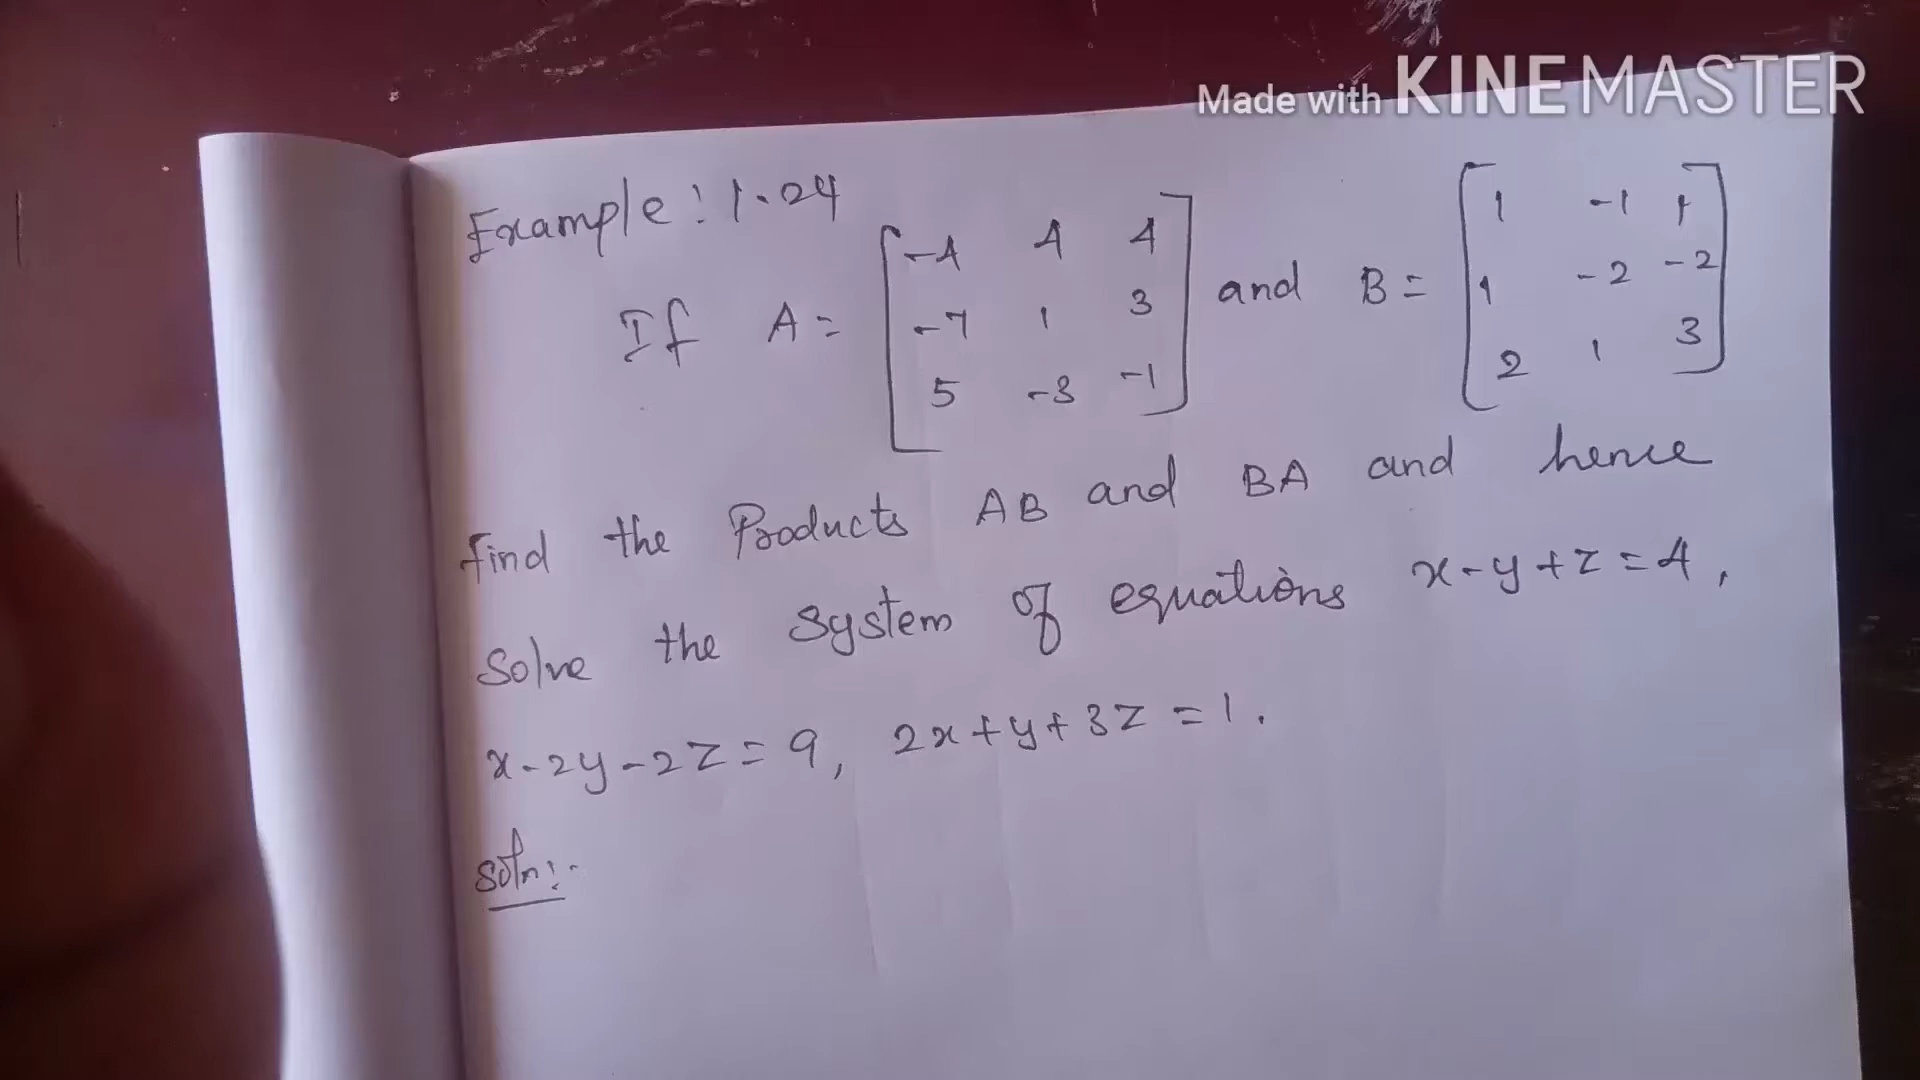 Made with KINEMASTER
Example: 1.24
If A = [ -4 4 4 and B = [ 1 -1 1
-7 1 3 1 -2 -2
5 -3 -1 ] 2 1 3 ]
find the Products AB and BA and hence
solve the system of equations x-y+z=4,
x-2y-2z=9, 2x+y+3z=1.
soln:-